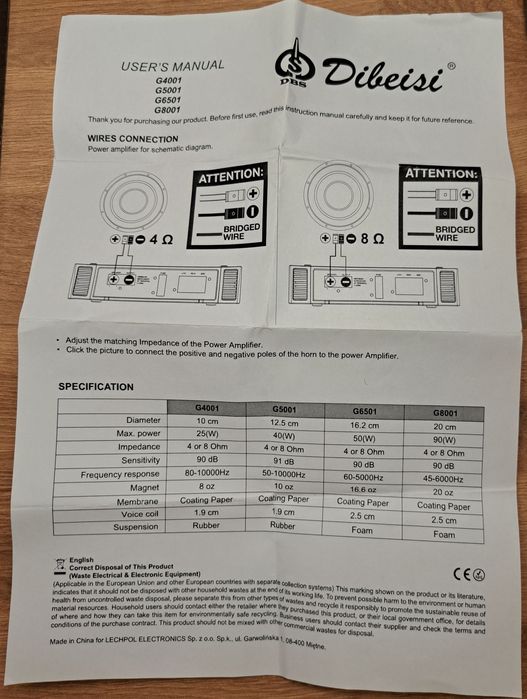 USER'S MANUAL
G4001
G5001
G6501
G8001
DBS
Dibeisi®
Thank you for purchasing our product. Before first use, read this instruction manual carefully and keep it for future reference.
WIRES CONNECTION
Power amplifier for schematic diagram.
ATTENTION:
BRIDGED
WIRE
4 Ω
ATTENTION:
BRIDGED
WIRE
8 Ω
• Adjust the matching Impedance of the Power Amplifier.
• Click the picture to connect the positive and negative poles of the horn to the power Amplifier.
SPECIFICATION
G4001 G5001 G6501 G8001
Diameter 10 cm 12.5 cm 16.2 cm 20 cm
Max. power 25(W) 40(W) 50(W) 90(W)
Impedance 4 or 8 Ohm 4 or 8 Ohm 4 or 8 Ohm 4 or 8 Ohm
Sensitivity 90 dB 91 dB 90 dB 90 dB
Frequency response 80-10000Hz 50-10000Hz 60-5000Hz 45-6000Hz
Magnet 8 oz 10 oz 16.6 oz 20 oz
Membrane Coating Paper Coating Paper Coating Paper Coating Paper
Voice coil 1.9 cm 1.9 cm 2.5 cm 2.5 cm
Suspension Rubber Rubber Foam Foam
English
Correct Disposal of This Product
(Waste Electrical & Electronic Equipment)
CE
(Applicable in the European Union and other European countries with separate collection systems) This marking shown on the product or its literature,
indicates that it should not be disposed with other household wastes at the end of its working life. To prevent possible harm to the environment or human
health from uncontrolled waste disposal, please separate this from other types of wastes and recycle it responsibly to promote the sustainable reuse of
material resources. Household users should contact either the retailer where they purchased this product, or their local government office, for details
of where and how they can take this item for environmentally safe recycling. Business users should contact their supplier and check the terms and
conditions of the purchase contract. This product should not be mixed with other commercial wastes for disposal.
Made in China for LECHPOL ELECTRONICS Sp. z o.o. Sp.k., ul. Garwolińska 1, 08-400 Miętne.